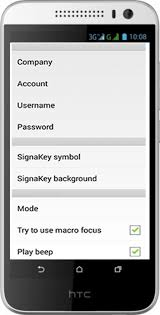 3G G 10:08
Company
Account
Username
Password
SignaKey symbol
SignaKey background
Mode
Try to use macro focus
Play beep
hTC